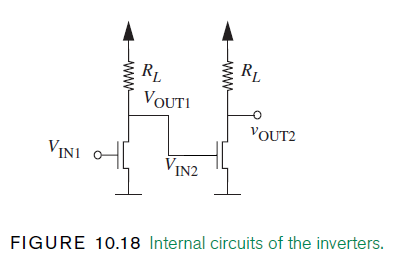 R_L
R_L
V_OUT1
v_OUT2
V_IN1
V_IN2
FIGURE 10.18 Internal circuits of the inverters.